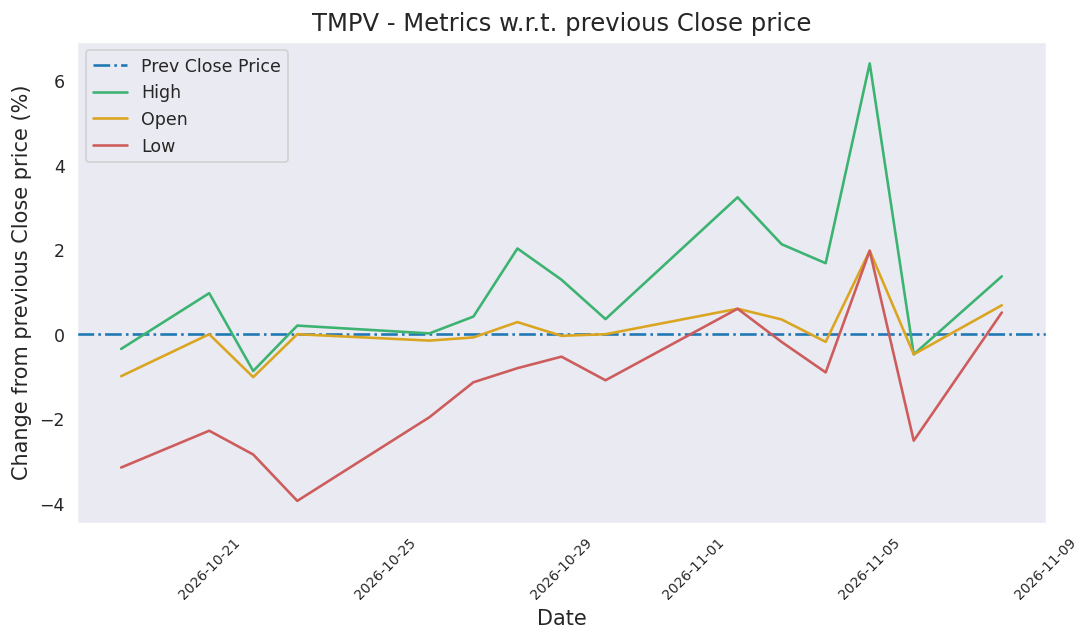 TMPV - Metrics w.r.t. previous Close price
Prev Close Price
High
Open
Low
Change from previous Close price (%)
6
4
2
0
−2
−4
2026-10-21
2026-10-25
2026-10-29
2026-11-01
2026-11-05
2026-11-09
Date